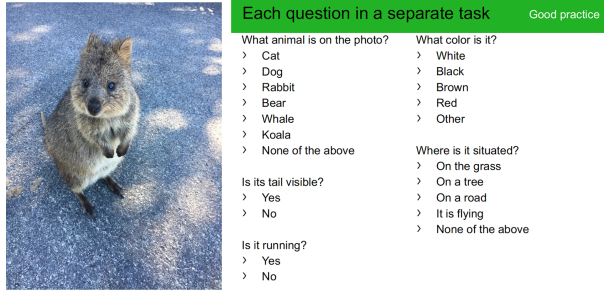 Each question in a separate task
Good practice
What animal is on the photo?
› Cat
› Dog
› Rabbit
› Bear
› Whale
› Koala
› None of the above
Is its tail visible?
› Yes
› No
Is it running?
› Yes
› No
What color is it?
› White
› Black
› Brown
› Red
› Other
Where is it situated?
› On the grass
› On a tree
› On a road
› It is flying
› None of the above